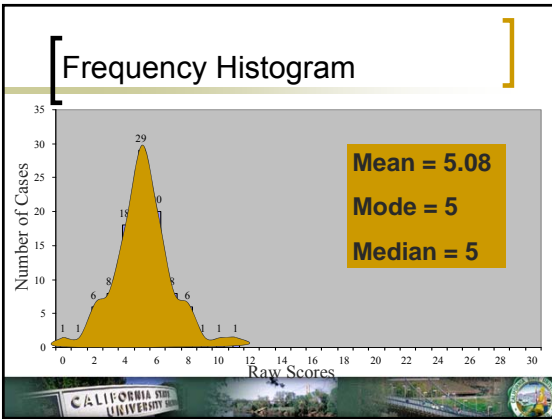 Frequency Histogram
35
30
25
20
15
10
5
0
Number of Cases
1 1 6 8 18 29 0 8 6 1 1 1
Mean = 5.08
Mode = 5
Median = 5
0 2 4 6 8 10 12 14 16 18 20 22 24 26 28 30
Raw Scores
CALIFORNIA STATE
UNIVERSITY